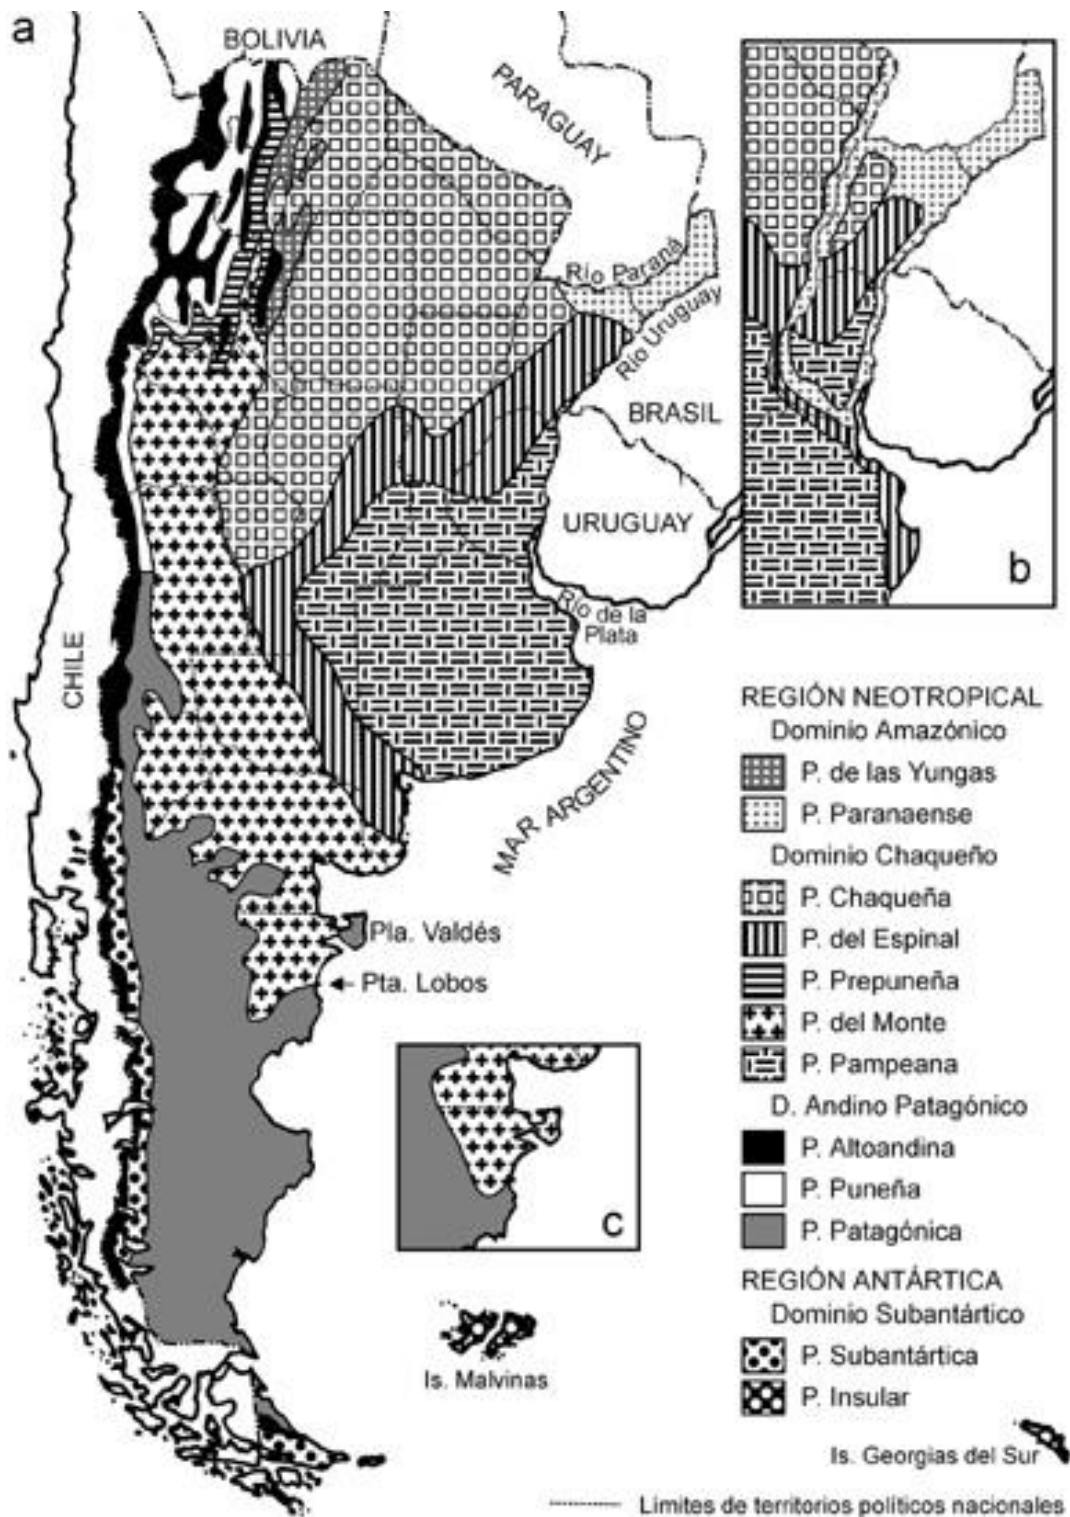 a
BOLIVIA
PARAGUAY
Río Paraná
Río Uruguay
BRASIL
URUGUAY
Río de la
Plata
CHILE
MAR ARGENTINO
Pla. Valdés
Pta. Lobos
b
c
Is. Malvinas
REGIÓN NEOTROPICAL
Dominio Amazónico
P. de las Yungas
P. Paranaense
Dominio Chaqueño
P. Chaqueña
P. del Espinal
P. Prepuneña
P. del Monte
P. Pampeana
D. Andino Patagónico
P. Altoandina
P. Puneña
P. Patagónica
REGIÓN ANTÁRTICA
Dominio Subantártico
P. Subantártica
P. Insular
Is. Georgias del Sur
Limites de territorios políticos nacionales